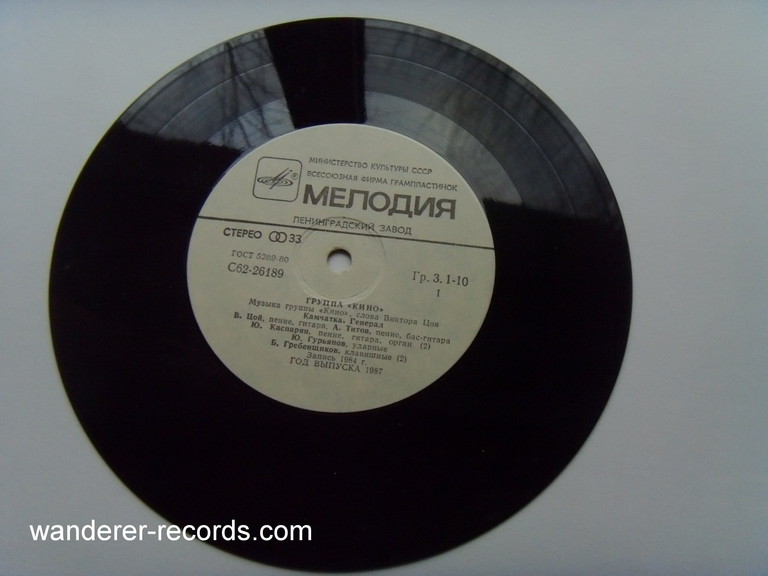 МИНИСТЕРСТВО КУЛЬТУРЫ СССР
ВСЕСОЮЗНАЯ ФИРМА ГРАМПЛАСТИНОК
МЕЛОДИЯ
ЛЕНИНГРАДСКИЙ ЗАВОД
СТЕРЕО 33
ГОСТ 5289-80
С62-26189
Гр. 3. 1-10
1
ГРУППА «КИНО»
Музыка группы «Кино», слова Виктора Цоя
Камчатка. Генерал
В. Цой, пение, гитара, А. Титов, пение, бас-гитара
Ю. Каспарян, пение, гитара, орган (2)
Ю. Гурьянов, ударные
Б. Гребенщиков, клавишные (2)
Запись 1984 г.
ГОД ВЫПУСКА 1987
wanderer-records.com